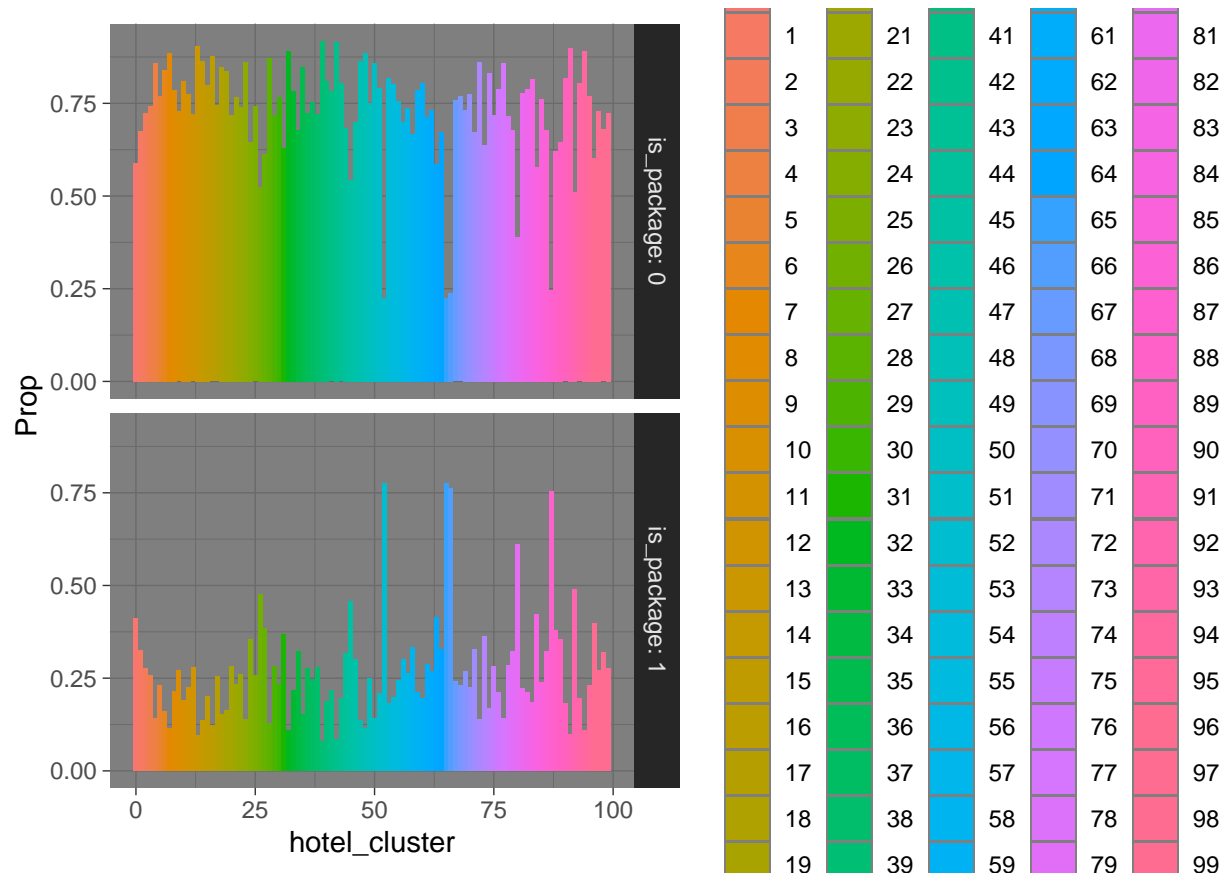 Prop
0.75
0.50
0.25
0.00
is_package: 0
0.75
0.50
0.25
0.00
is_package: 1
0 25 50 75 100
hotel_cluster
1 21 41 61 81
2 22 42 62 82
3 23 43 63 83
4 24 44 64 84
5 25 45 65 85
6 26 46 66 86
7 27 47 67 87
8 28 48 68 88
9 29 49 69 89
10 30 50 70 90
11 31 51 71 91
12 32 52 72 92
13 33 53 73 93
14 34 54 74 94
15 35 55 75 95
16 36 56 76 96
17 37 57 77 97
18 38 58 78 98
19 39 59 79 99